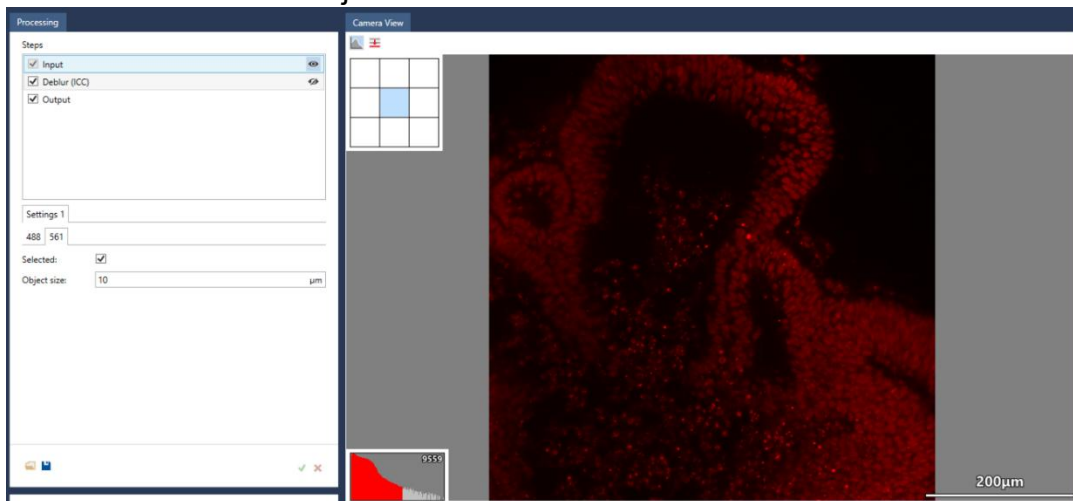 Processing
Steps
Input
Deblur (ICC)
Output
Settings 1
488 561
Selected:
Object size: 10 µm
Camera View
9559
200µm